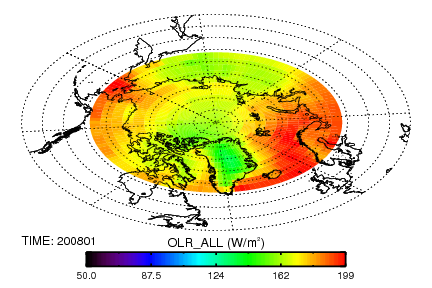 TIME: 200801
OLR_ALL (W/m²)
50.0 87.5 124 162 199